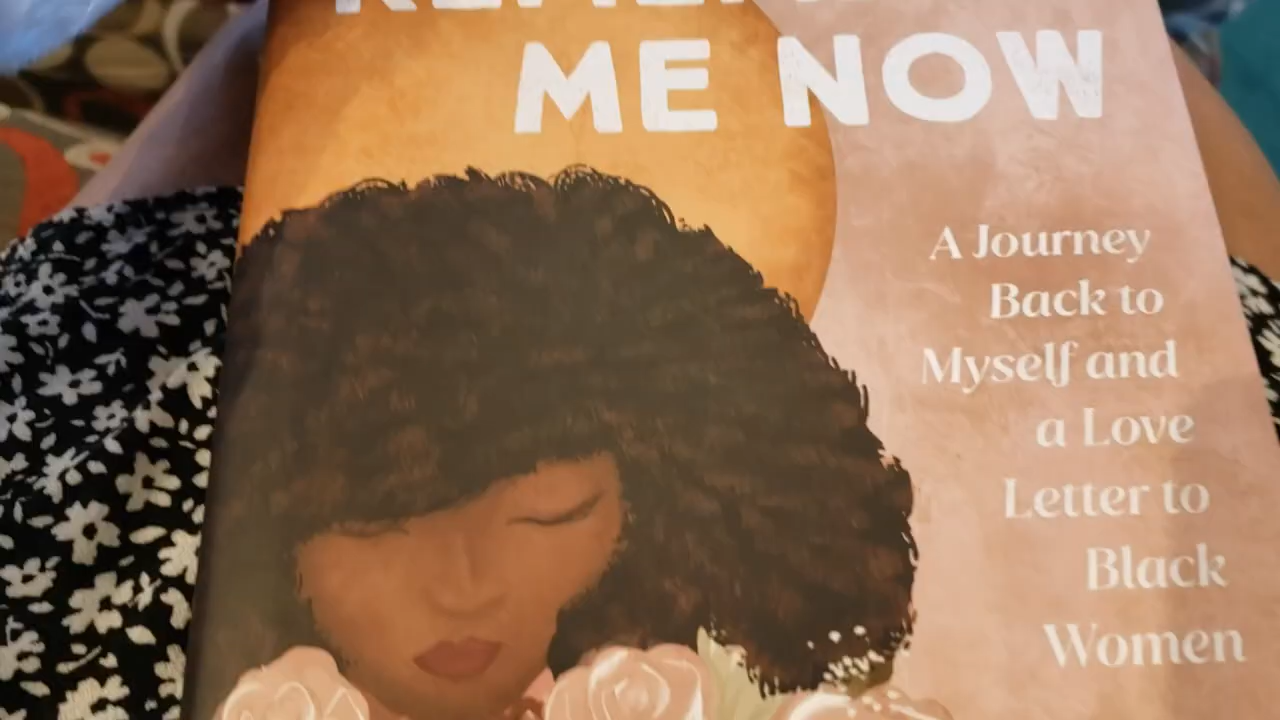 ME NOW
A Journey
Back to
Myself and
a Love
Letter to
Black
Women